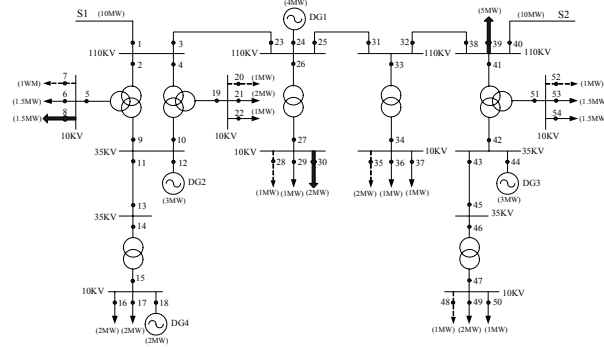 (4MW)
S1 (10MW) DG1 (5MW) (10MW) S2
1 3 23 24 25 31 32 38 39 40
110KV 110KV 110KV 110KV
2 4 26 33 41
(1WM) 7 20 (1MW) 52 (1MW)
(1.5MW) 6 5 19 21 (2MW) 51 53 (1.5MW)
(1.5MW) 8 22 (1MW) 54 (1.5MW)
10KV 10KV 10KV
9 10 27 34 42
35KV 10KV 10KV 35KV
11 12 28 29 30 35 36 37 43 44
DG2 DG3
(3MW) (1MW) (1MW) (2MW) (2MW) (1MW) (1MW) (3MW)
13 45
35KV 35KV
14 46
15 47
10KV 10KV
16 17 18 48 49 50
DG4
(2MW) (2MW) (2MW) (1MW) (2MW) (1MW)